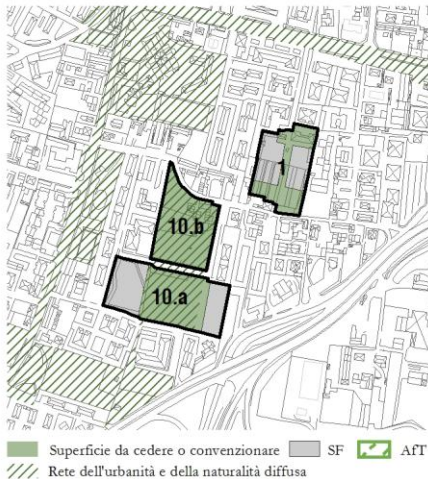 10.b
10.a
Superficie da cedere o convenzionare SF AfT
Rete dell'urbanità e della naturalità diffusa